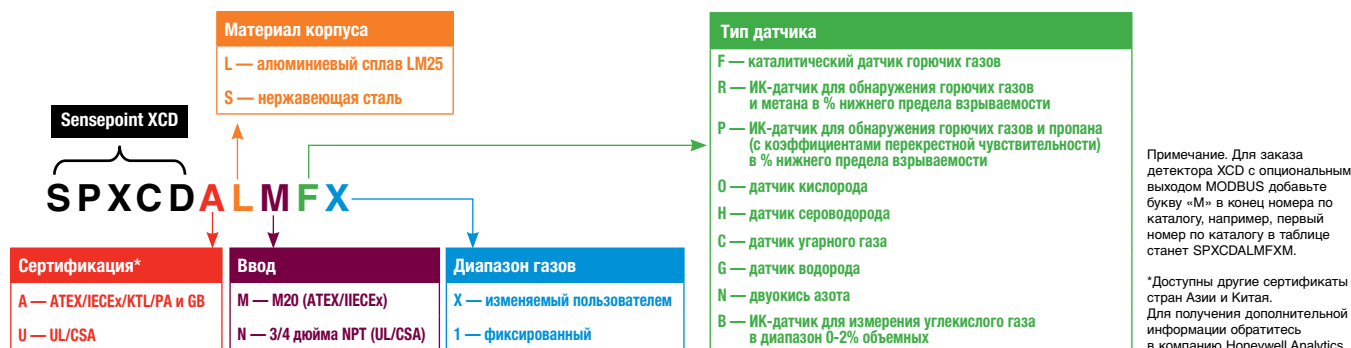 Материал корпуса
L — алюминиевый сплав LM25
S — нержавеющая сталь
Sensepoint XCD
SPXCDALMFX
Сертификация*
A — ATEX/IECEx/KTL/PA и GB
U — UL/CSA
Ввод
M — M20 (ATEX/IIECEx)
N — 3/4 дюйма NPT (UL/CSA)
Диапазон газов
X — изменяемый пользователем
1 — фиксированный
Тип датчика
F — каталитический датчик горючих газов
R — ИК-датчик для обнаружения горючих газов
и метана в % нижнего предела взрываемости
P — ИК-датчик для обнаружения горючих газов и пропана
(с коэффициентами перекрестной чувствительности)
в % нижнего предела взрываемости
O — датчик кислорода
H — датчик сероводорода
C — датчик угарного газа
G — датчик водорода
N — двуокись азота
B — ИК-датчик для измерения углекислого газа
в диапазон 0-2% объемных
Примечание. Для заказа
детектора XCD с опциональным
выходом MODBUS добавьте
букву «M» в конец номера по
каталогу, например, первый
номер по каталогу в таблице
станет SPXCDALMFXM.
*Доступны другие сертификаты
стран Азии и Китая.
Для получения дополнительной
информации обратитесь
в компанию Honeywell Analytics